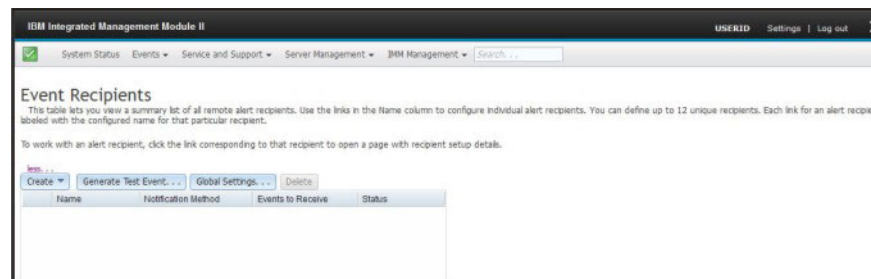 IBM Integrated Management Module II
USERID Settings | Log out
System Status Events Service and Support Server Management IMM Management Search. . .
Event Recipients
This table lets you view a summary list of all remote alert recipients. Use the links in the Name column to configure individual alert recipients. You can define up to 12 unique recipients. Each link for an alert recipie
labeled with the configured name for that particular recipient.
To work with an alert recipient, click the link corresponding to that recipient to open a page with recipient setup details.
less. . .
Create Generate Test Event. . . Global Settings. . . Delete
Name Notification Method Events to Receive Status